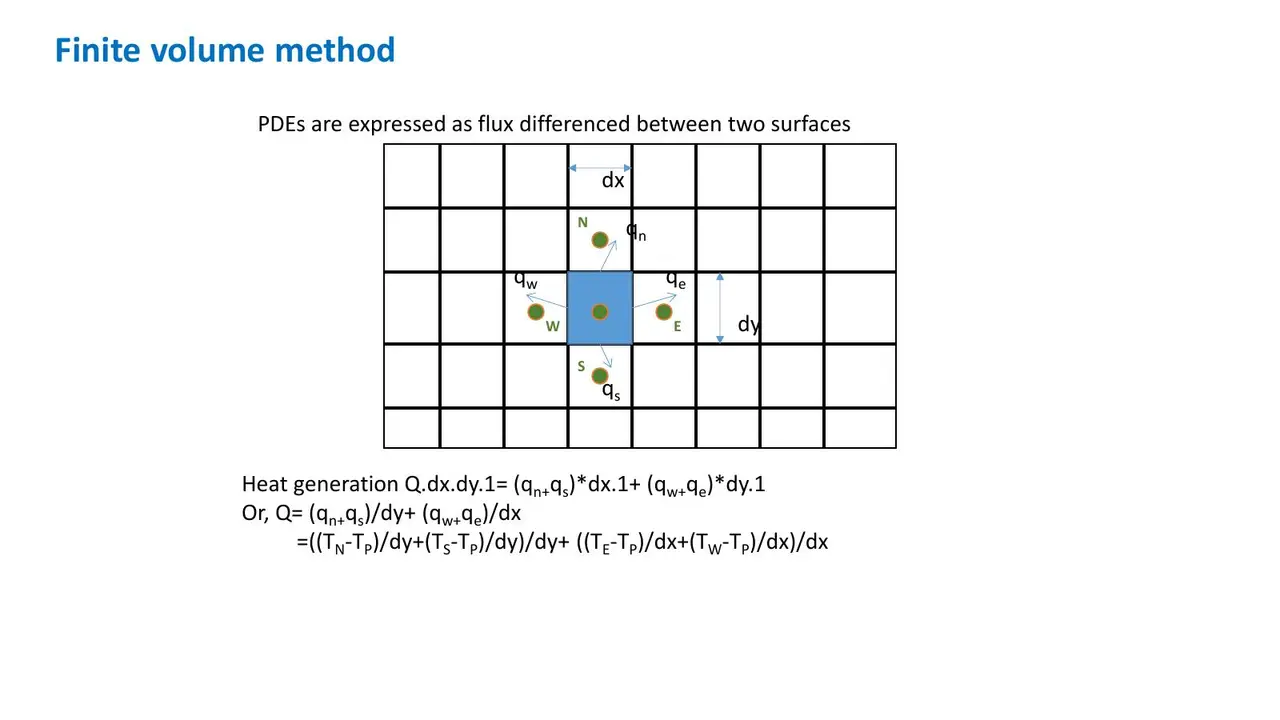 Finite volume method
PDEs are expressed as flux differenced between two surfaces
dx
N
qn
qw
qe
W
E
dy
S
qs
Heat generation Q.dx.dy.1= (qn+qs)*dx.1+ (qw+qe)*dy.1
Or, Q= (qn+qs)/dy+ (qw+qe)/dx
=((TN-TP)/dy+(TS-TP)/dy)/dy+ ((TE-TP)/dx+(TW-TP)/dx)/dx